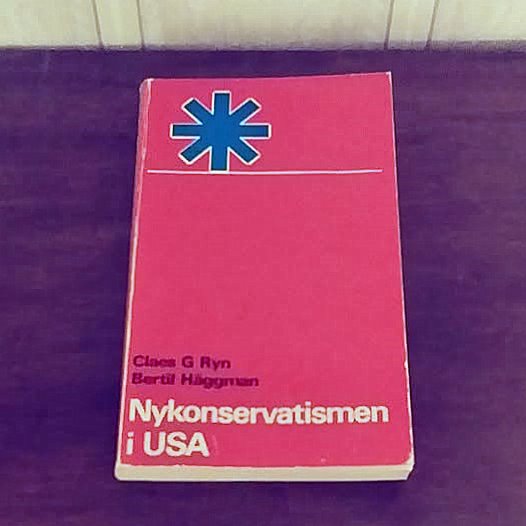 Claes G Ryn
Bertil Häggman
Nykonservatismen
i USA